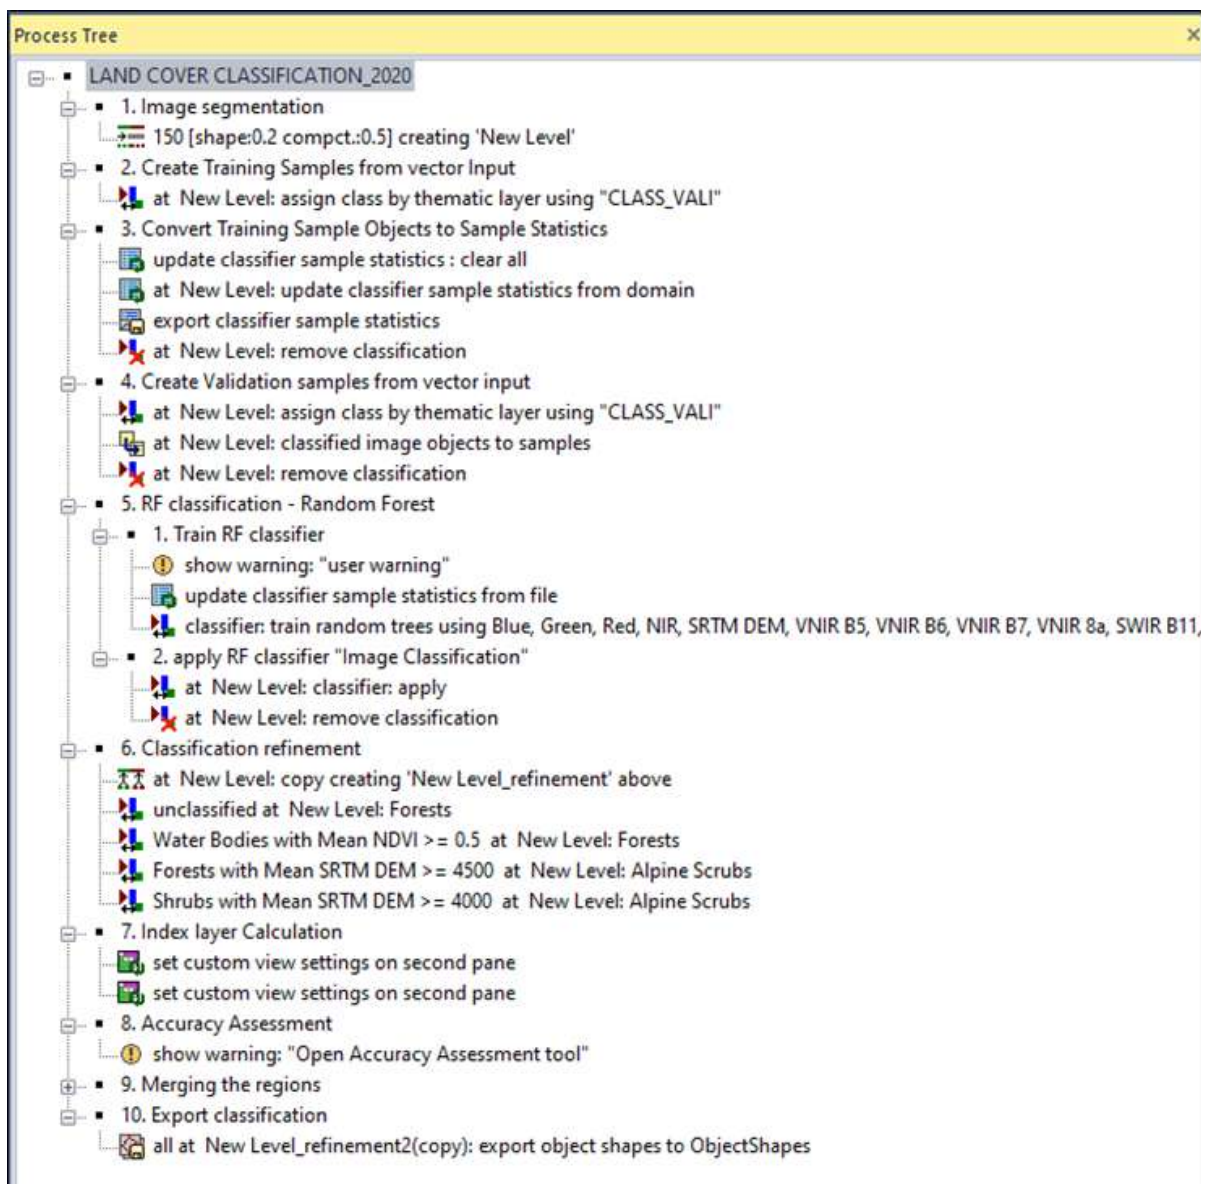 Process Tree
LAND COVER CLASSIFICATION_2020
1. Image segmentation
150 [shape:0.2 compct.:0.5] creating 'New Level'
2. Create Training Samples from vector Input
at New Level: assign class by thematic layer using "CLASS_VALI"
3. Convert Training Sample Objects to Sample Statistics
update classifier sample statistics : clear all
at New Level: update classifier sample statistics from domain
export classifier sample statistics
at New Level: remove classification
4. Create Validation samples from vector input
at New Level: assign class by thematic layer using "CLASS_VALI"
at New Level: classified image objects to samples
at New Level: remove classification
5. RF classification - Random Forest
1. Train RF classifier
show warning: "user warning"
update classifier sample statistics from file
classifier: train random trees using Blue, Green, Red, NIR, SRTM DEM, VNIR B5, VNIR B6, VNIR B7, VNIR 8a, SWIR B11,
2. apply RF classifier "Image Classification"
at New Level: classifier: apply
at New Level: remove classification
6. Classification refinement
at New Level: copy creating 'New Level_refinement' above
unclassified at New Level: Forests
Water Bodies with Mean NDVI >= 0.5 at New Level: Forests
Forests with Mean SRTM DEM >= 4500 at New Level: Alpine Scrubs
Shrubs with Mean SRTM DEM >= 4000 at New Level: Alpine Scrubs
7. Index layer Calculation
set custom view settings on second pane
set custom view settings on second pane
8. Accuracy Assessment
show warning: "Open Accuracy Assessment tool"
9. Merging the regions
10. Export classification
all at New Level_refinement2(copy): export object shapes to ObjectShapes